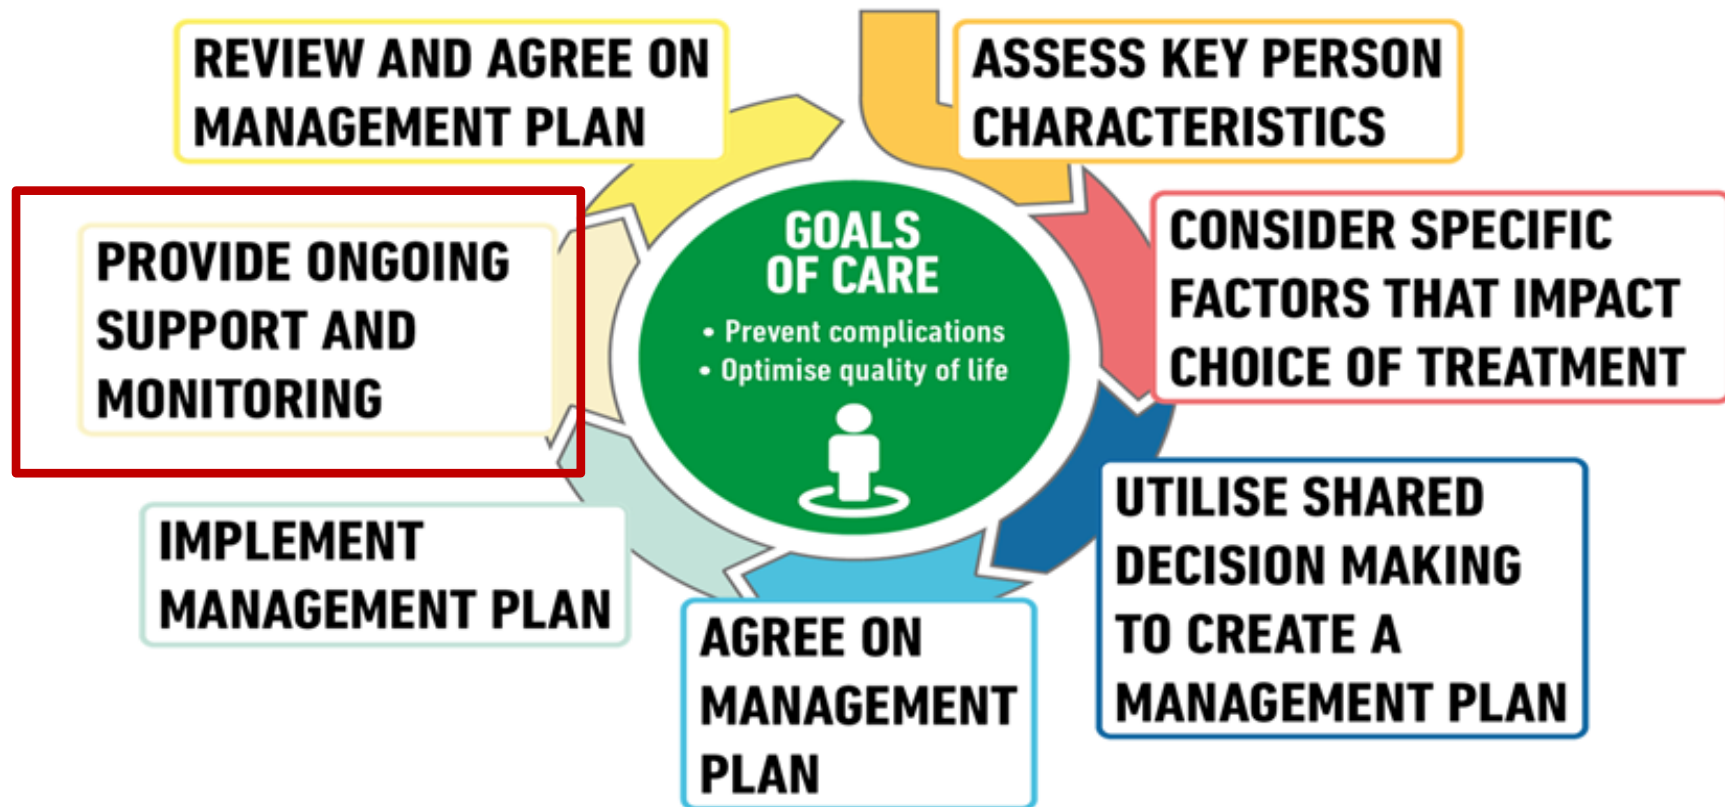 REVIEW AND AGREE ON
MANAGEMENT PLAN
ASSESS KEY PERSON
CHARACTERISTICS
PROVIDE ONGOING
SUPPORT AND
MONITORING
GOALS
OF CARE
• Prevent complications
• Optimise quality of life
CONSIDER SPECIFIC
FACTORS THAT IMPACT
CHOICE OF TREATMENT
IMPLEMENT
MANAGEMENT PLAN
AGREE ON
MANAGEMENT
PLAN
UTILISE SHARED
DECISION MAKING
TO CREATE A
MANAGEMENT PLAN